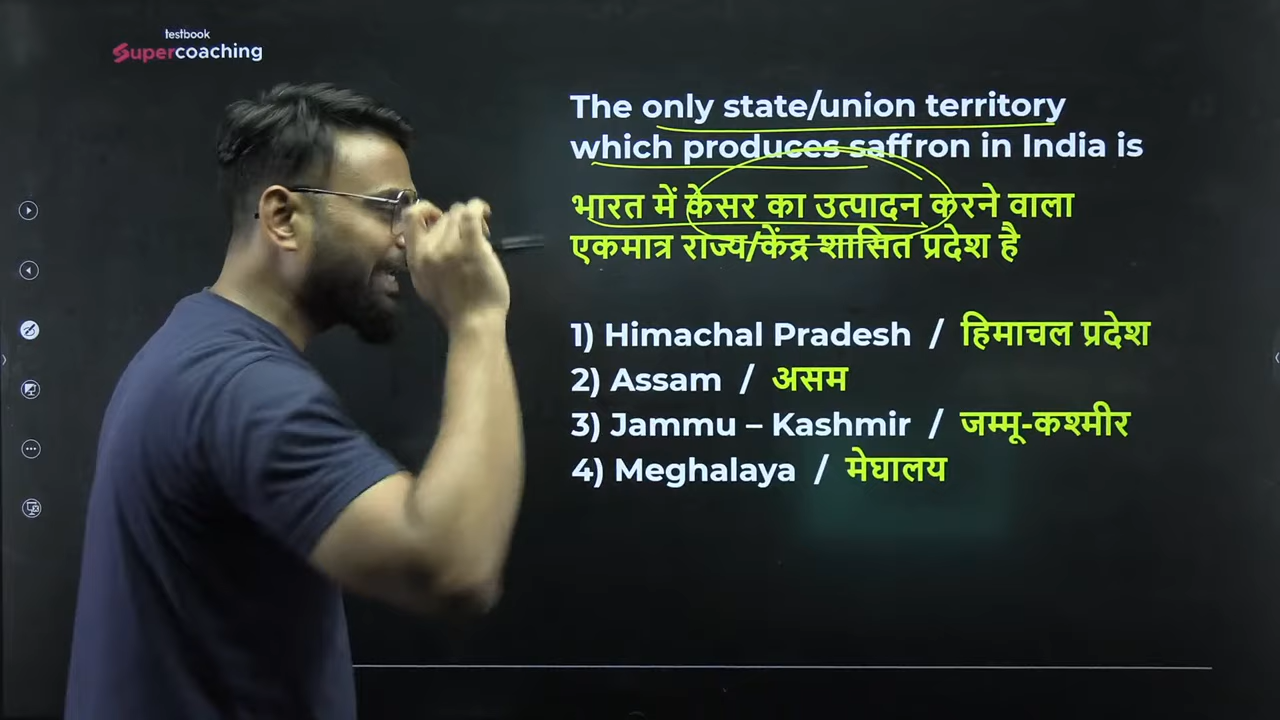 testbook
Supercoaching
The only state/union territory
which produces saffron in India is
भारत में केसर का उत्पादन करने वाला
एकमात्र राज्य/केंद्र शासित प्रदेश है
1) Himachal Pradesh / हिमाचल प्रदेश
2) Assam / असम
3) Jammu – Kashmir / जम्मू-कश्मीर
4) Meghalaya / मेघालय